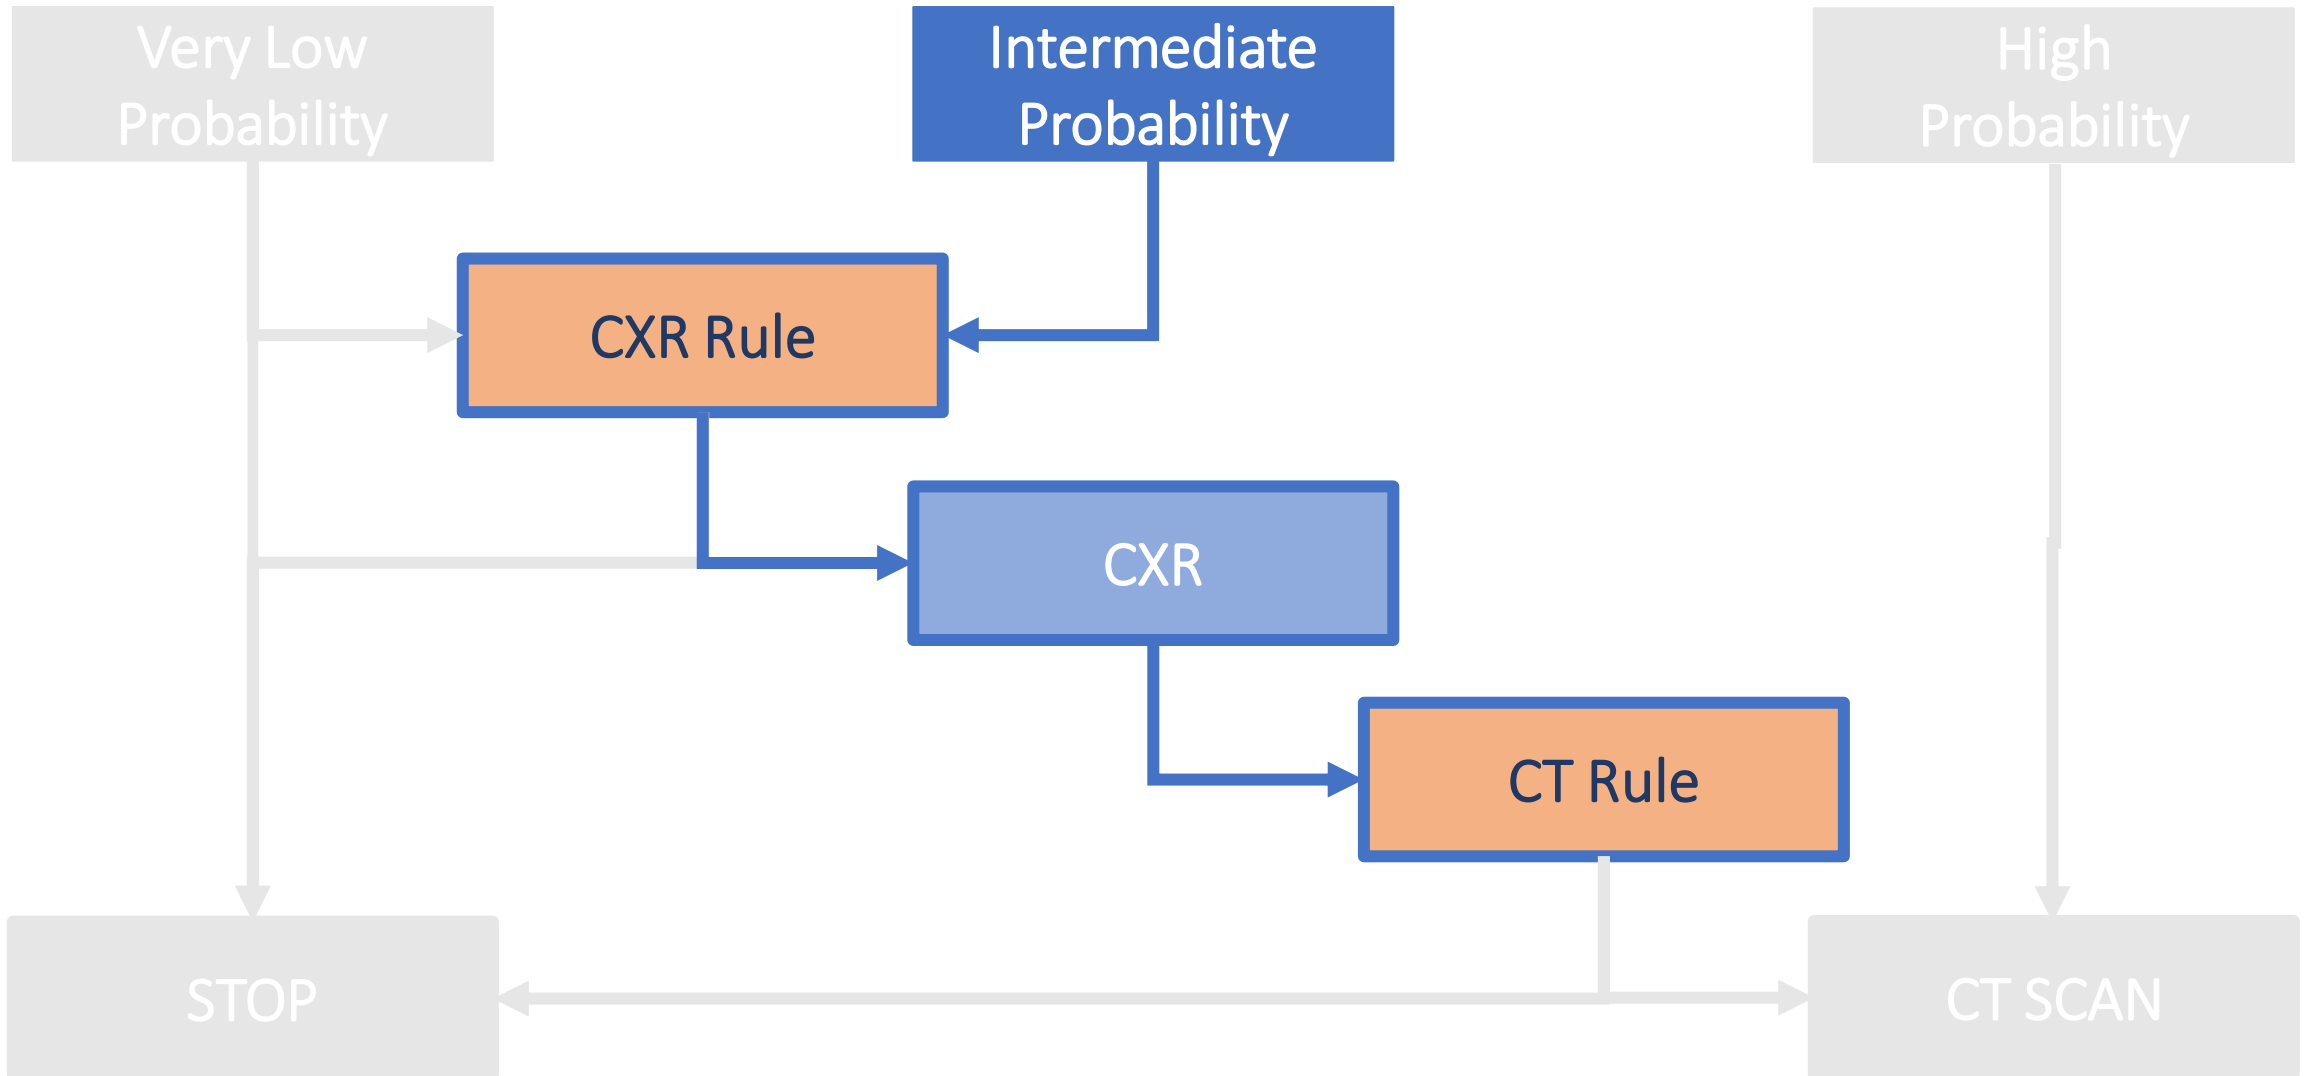 Very Low
Probability
Intermediate
Probability
High
Probability
CXR Rule
CXR
CT Rule
STOP
CT SCAN